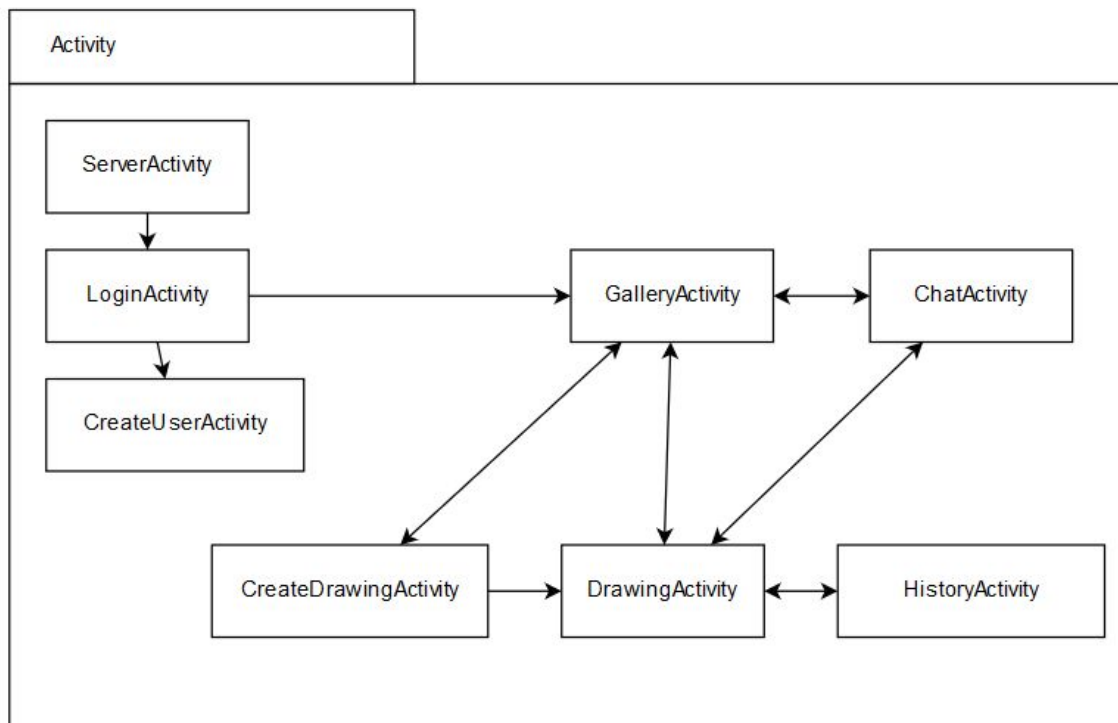 Activity
ServerActivity
LoginActivity
GalleryActivity
ChatActivity
CreateUserActivity
CreateDrawingActivity
DrawingActivity
HistoryActivity